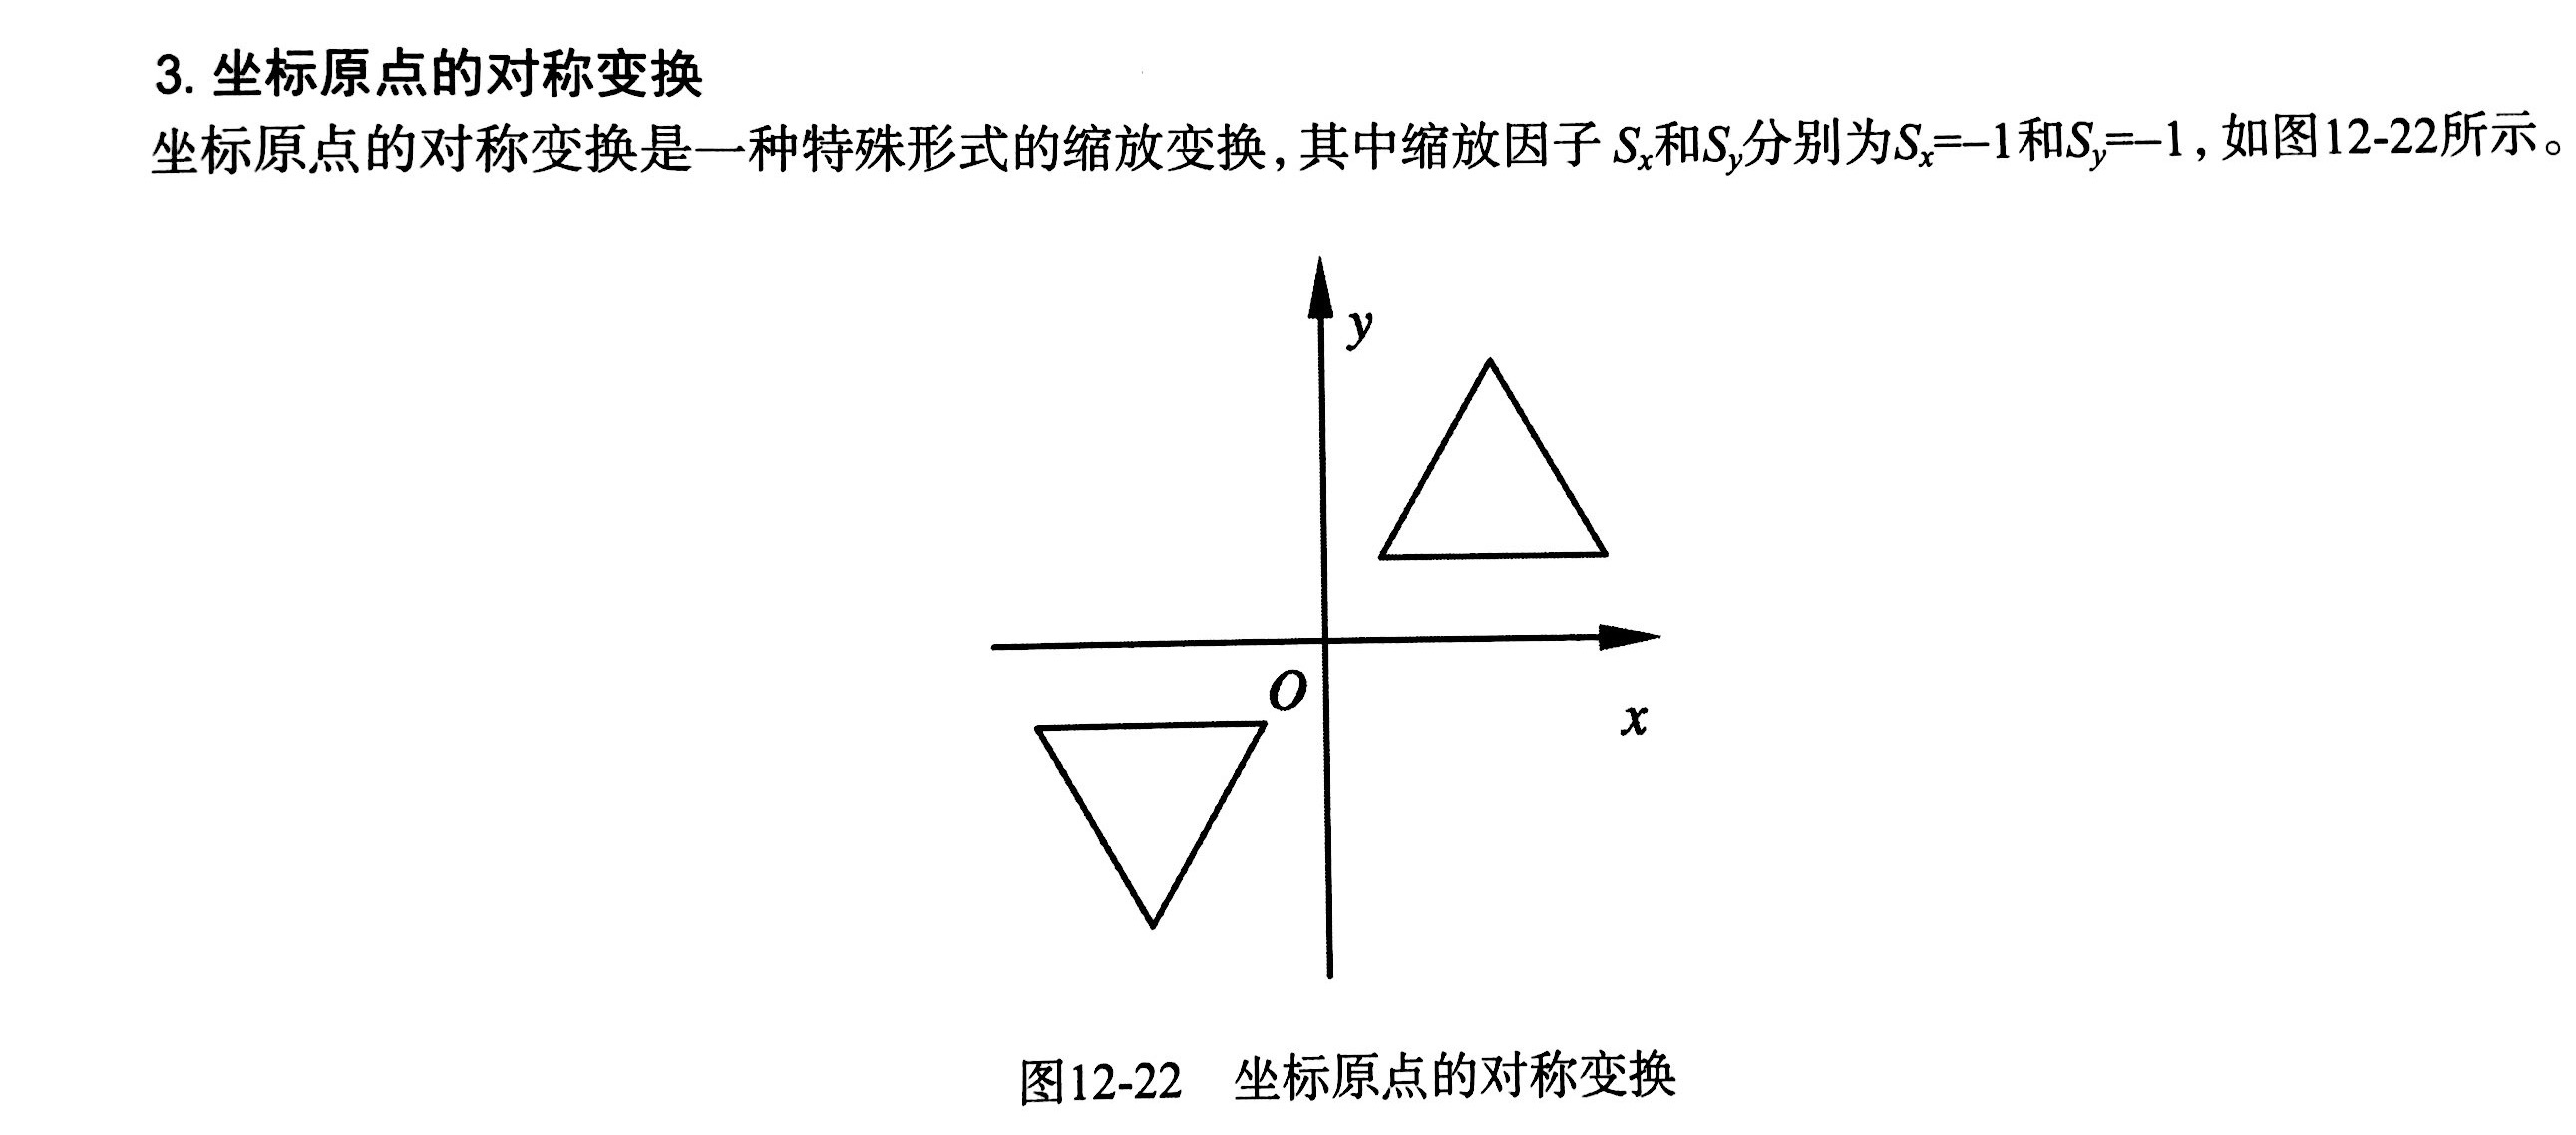 3. 坐标原点的对称变换
坐标原点的对称变换是一种特殊形式的缩放变换，其中缩放因子Sx和Sy分别为Sx=–1和Sy=–1，如图12-22所示。
y
O
x
图12-22 坐标原点的对称变换